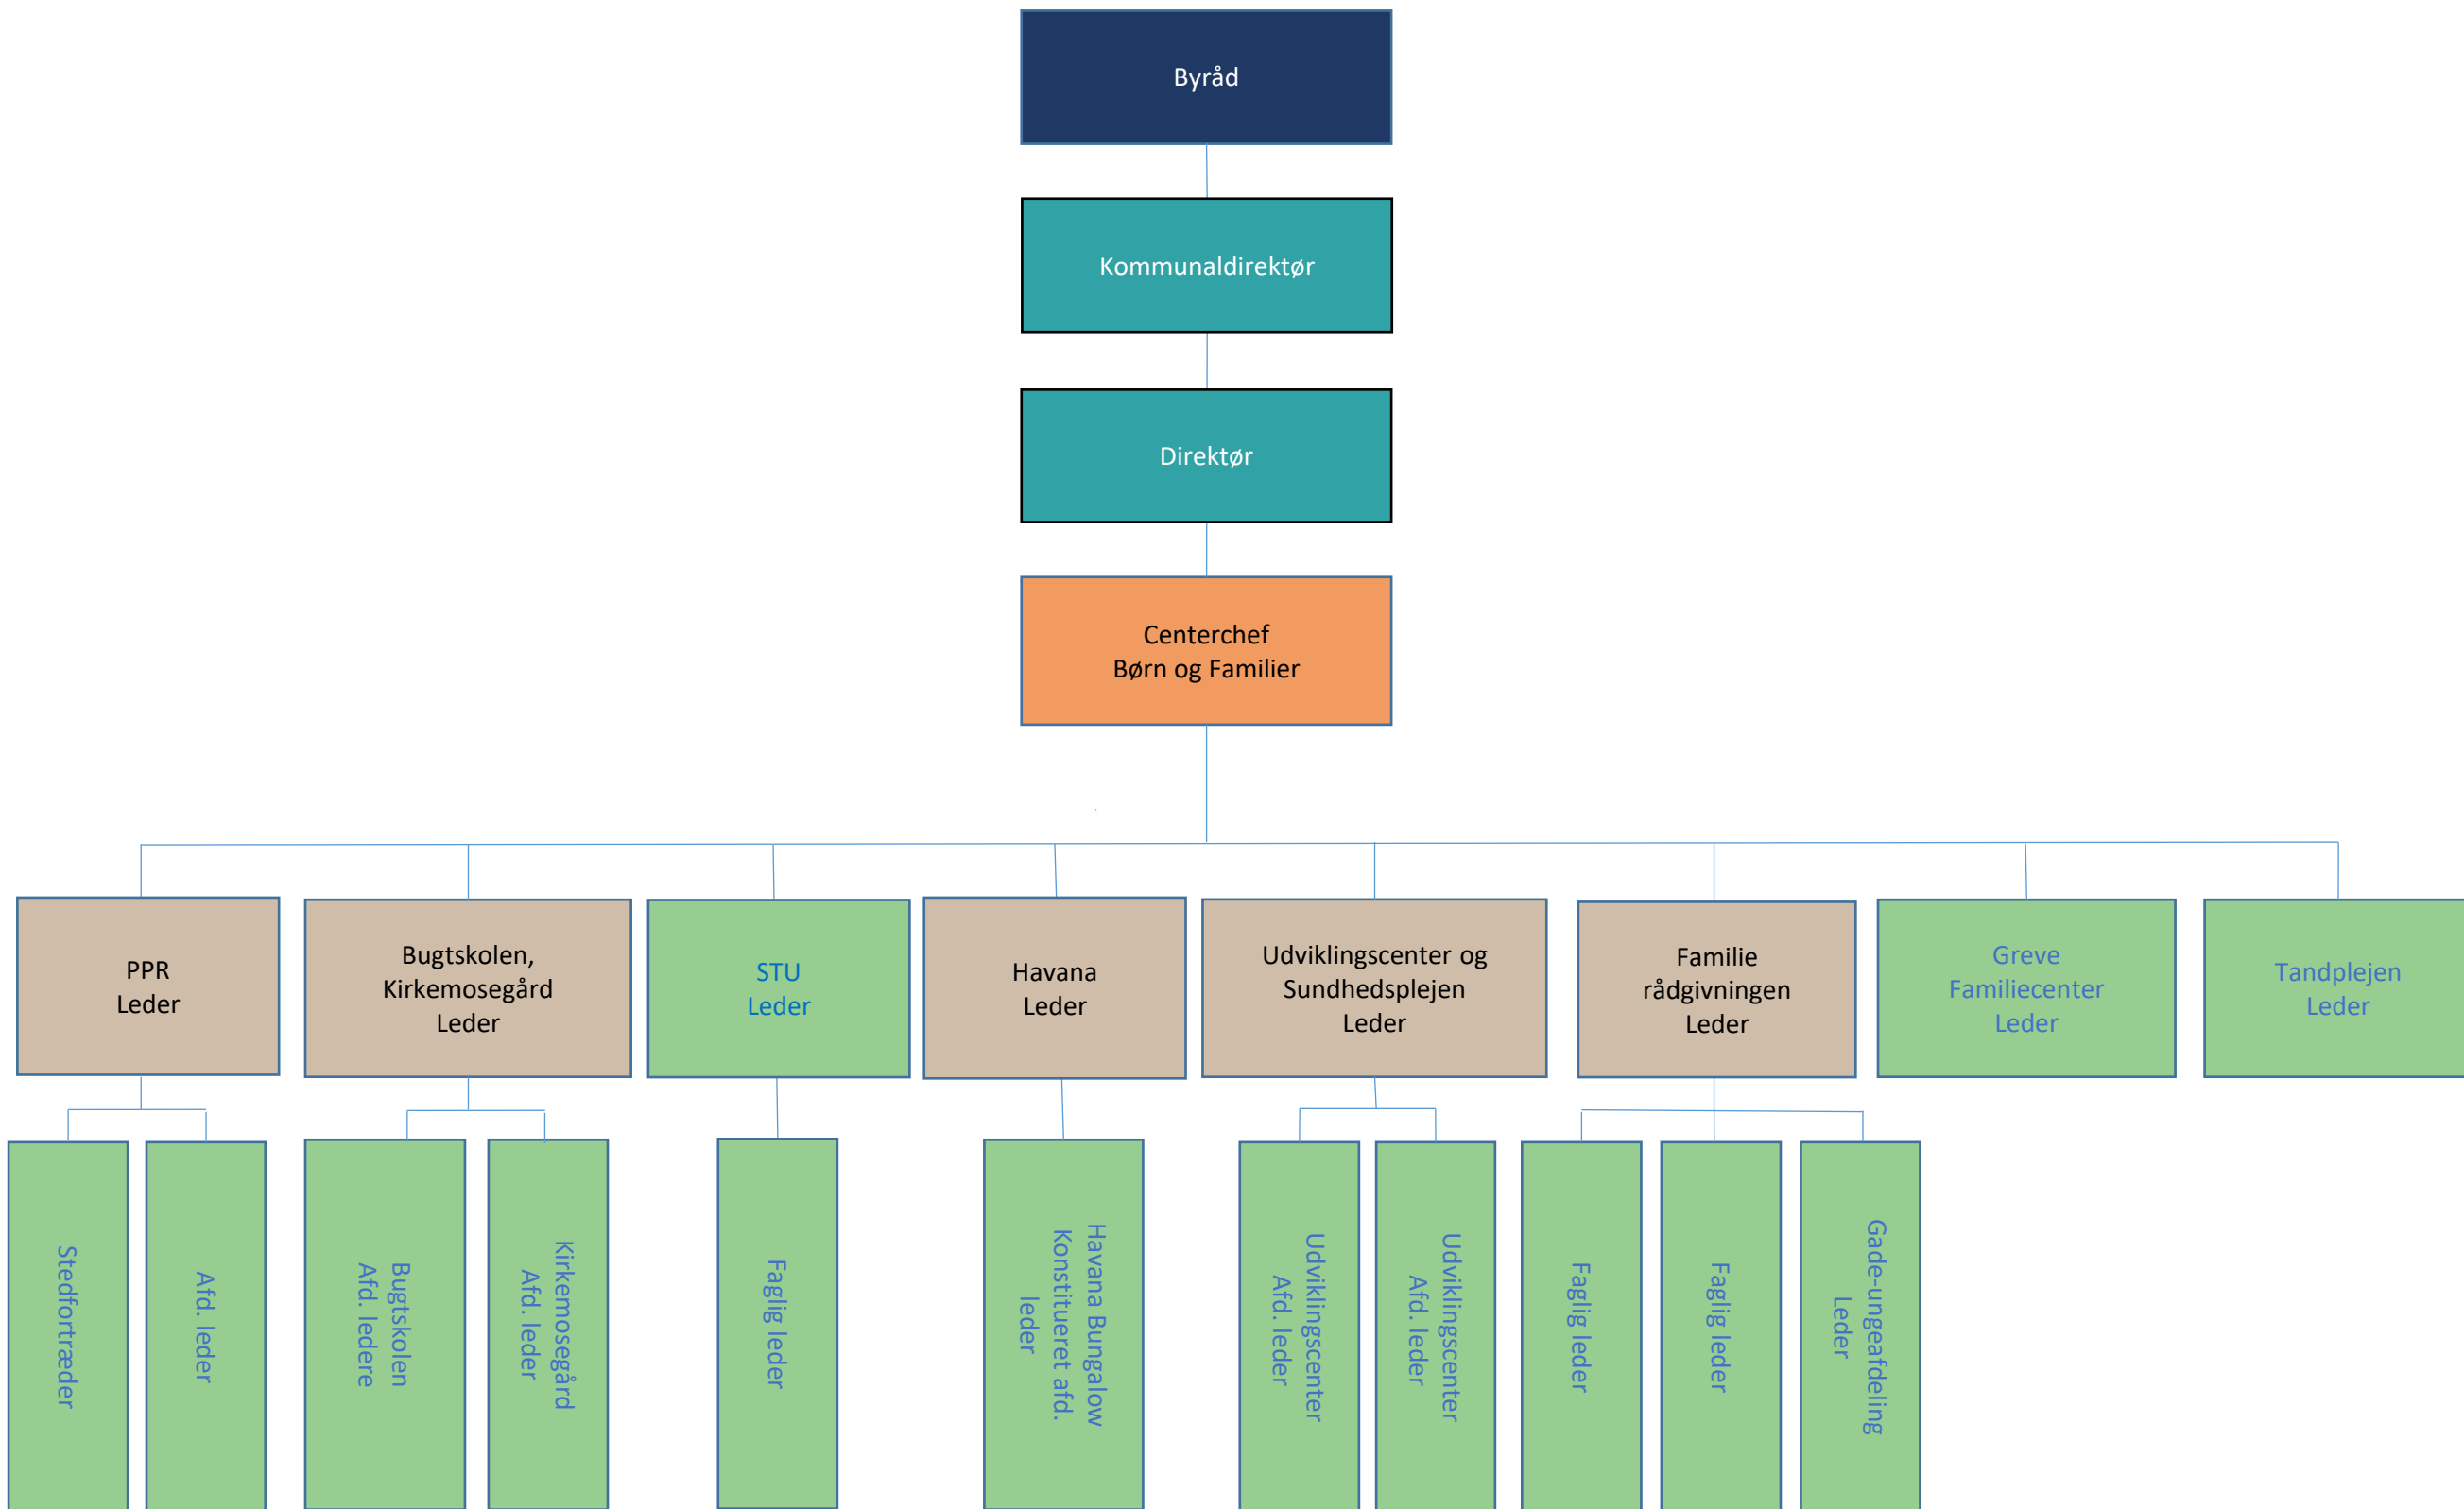 Byråd
Kommunaldirektør
Direktør
Centerchef
Børn og Familier
PPR
Leder
Bugtskolen,
Kirkemosegård
Leder
STU
Leder
Havana
Leder
Udviklingscenter og
Sundhedsplejen
Leder
Familie
rådgivningen
Leder
Greve
Familiecenter
Leder
Tandplejen
Leder
Stedfortræder
Afd. leder
Bugtskolen
Afd. ledere
Kirkemosegård
Afd. leder
Faglig leder
Havana Bungalow
Konstitueret afd.
leder
Udviklingscenter
Afd. leder
Udviklingscenter
Afd. leder
Faglig leder
Faglig leder
Gade-ungeafdeling
Leder